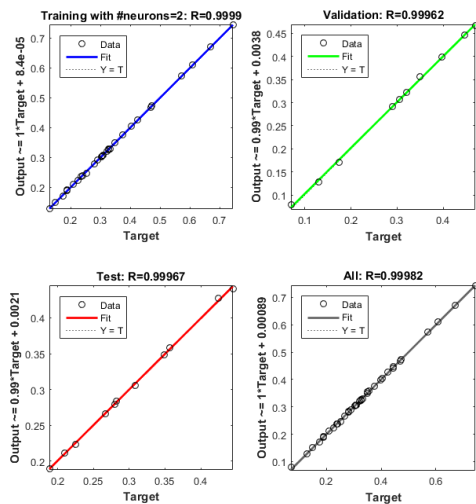 Training with #neurons=2: R=0.9999
Output ~= 1*Target + 8.4e-05
0.7
0.6
0.5
0.4
0.3
0.2
Data
Fit
Y = T
0.2 0.3 0.4 0.5 0.6 0.7
Target
Validation: R=0.99962
Output ~= 0.99*Target + 0.0038
0.45
0.4
0.35
0.3
0.25
0.2
0.15
0.1
Data
Fit
Y = T
0.1 0.2 0.3 0.4
Target
Test: R=0.99967
Output ~= 0.99*Target + 0.0021
0.4
0.35
0.3
0.25
0.2
Data
Fit
Y = T
0.2 0.25 0.3 0.35 0.4
Target
All: R=0.99982
Output ~= 1*Target + 0.00089
0.7
0.6
0.5
0.4
0.3
0.2
0.1
Data
Fit
Y = T
0.2 0.4 0.6
Target